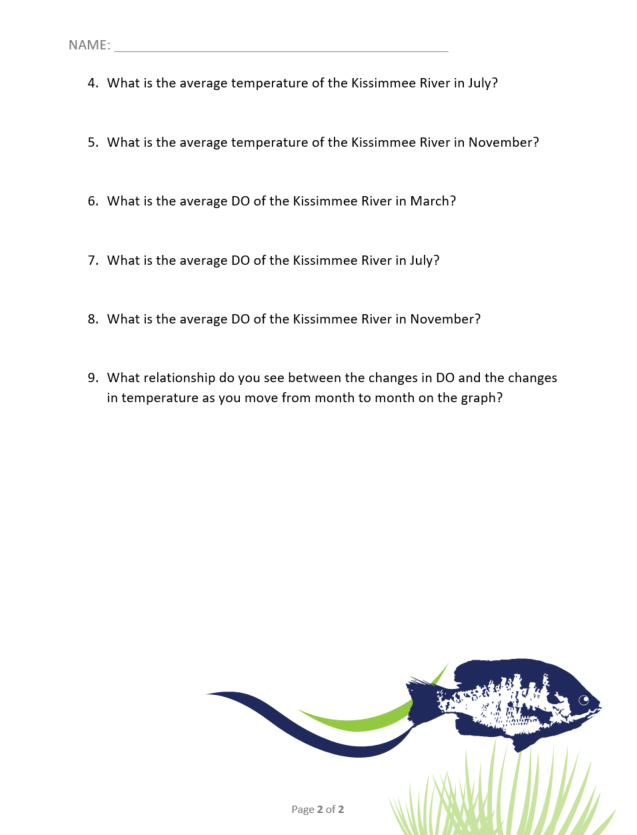 NAME: ________________________________________________
4. What is the average temperature of the Kissimmee River in July?
5. What is the average temperature of the Kissimmee River in November?
6. What is the average DO of the Kissimmee River in March?
7. What is the average DO of the Kissimmee River in July?
8. What is the average DO of the Kissimmee River in November?
9. What relationship do you see between the changes in DO and the changes
in temperature as you move from month to month on the graph?
Page 2 of 2